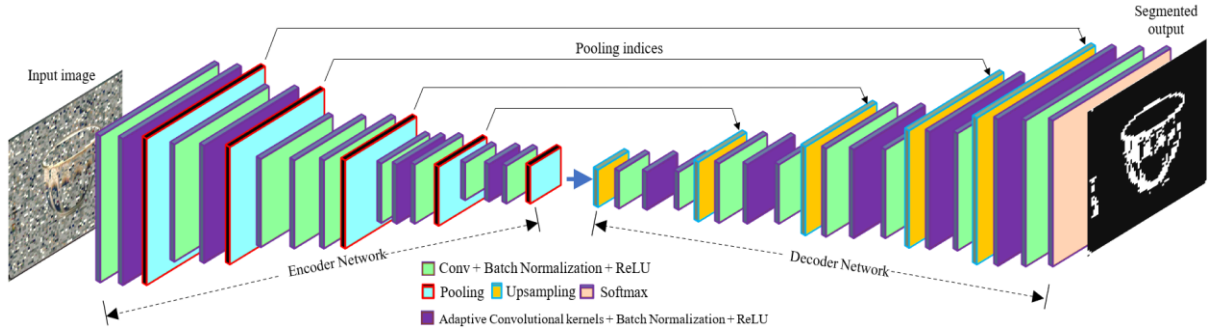 Segmented
output
Input image
Pooling indices
Encoder Network
Decoder Network
Conv + Batch Normalization + ReLU
Pooling Upsampling Softmax
Adaptive Convolutional kernels + Batch Normalization + ReLU